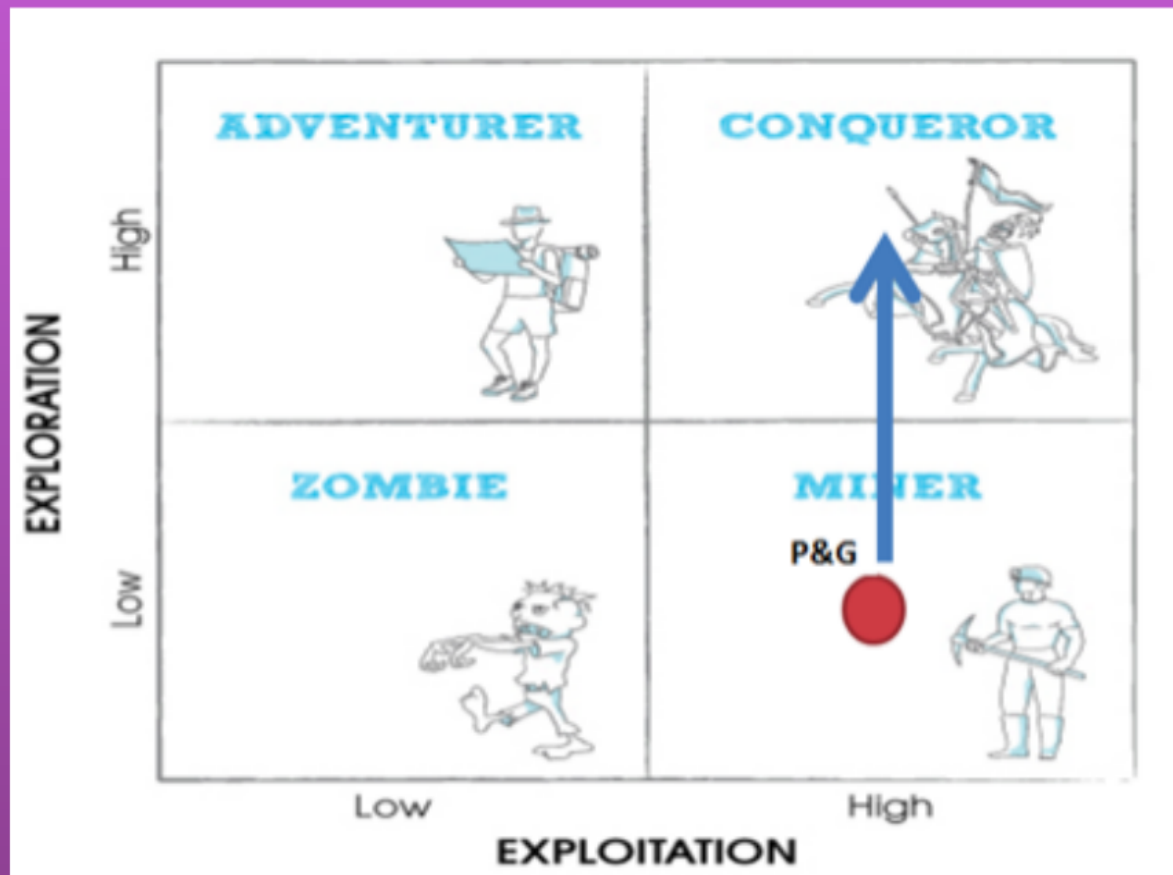 ADVENTURER
CONQUEROR
High
EXPLORATION
ZOMBIE
MINER
P&G
Low
Low
High
EXPLOITATION